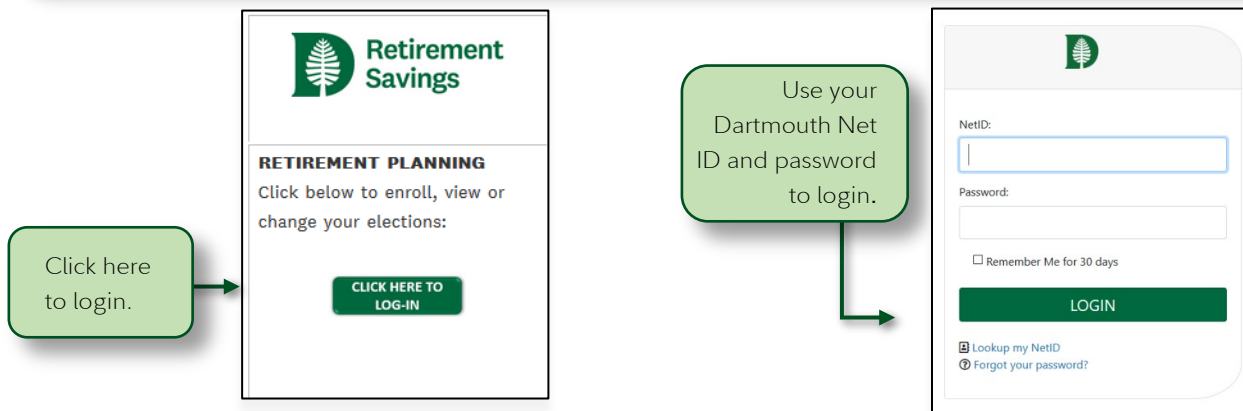 Click here
to login.
Retirement
Savings
RETIREMENT PLANNING
Click below to enroll, view or
change your elections:
CLICK HERE TO
LOG-IN
Use your
Dartmouth Net
ID and password
to login.
NetID:
Password:
Remember Me for 30 days
LOGIN
Lookup my NetID
Forgot your password?